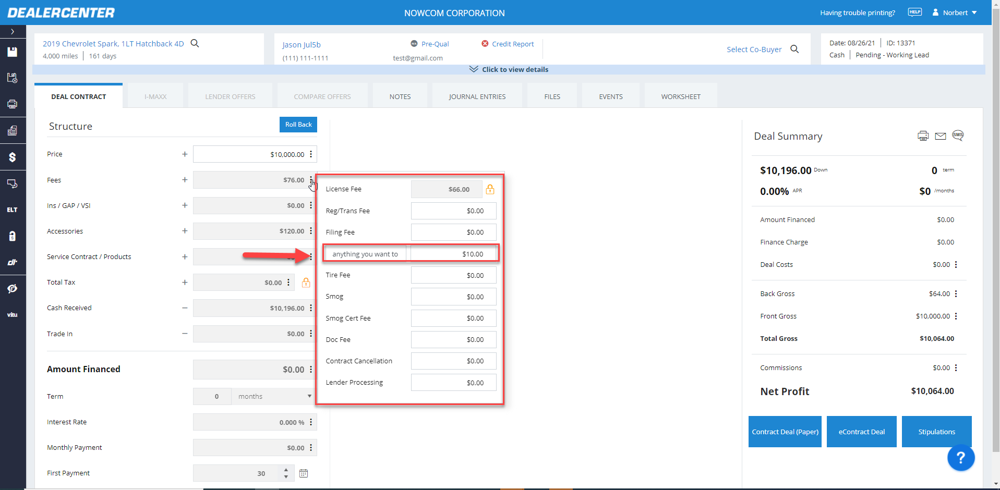 DEALERCENTER
NOWCOM CORPORATION
Having trouble printing?
HELP
Norbert
2019 Chevrolet Spark, 1LT Hatchback 4D
4,000 miles | 161 days
Jason Jul5b
(111) 111-1111
N/A Pre-Qual
test@gmail.com
Credit Report
Select Co-Buyer
Date: 08/26/21 | ID: 13371
Cash | Pending - Working Lead
Click to view details
DEAL CONTRACT
I-MAXX
LENDER OFFERS
COMPARE OFFERS
NOTES
JOURNAL ENTRIES
FILES
EVENTS
WORKSHEET
ELT
dlr
vitu
Structure
Roll Back
Price + $10,000.00
Fees + $76.00
Ins / GAP / VSI + $0.00
Accessories + $120.00
Service Contract / Products +
Total Tax + $0.00
Cash Received − $10,196.00
Trade In − $0.00
Amount Financed $0.00
Term 0 months
Interest Rate 0.000 %
Monthly Payment $0.00
First Payment 30
License Fee $66.00
Reg/Trans Fee $0.00
Filing Fee $0.00
anything you want to $10.00
Tire Fee $0.00
Smog $0.00
Smog Cert Fee $0.00
Doc Fee $0.00
Contract Cancellation $0.00
Lender Processing $0.00
Deal Summary
SMS
$10,196.00 Down 0 term
0.00% APR $0 /months
Amount Financed $0.00
Finance Charge $0.00
Deal Costs $0.00
Back Gross $64.00
Front Gross $10,000.00
Total Gross $10,064.00
Commissions $0.00
Net Profit $10,064.00
Contract Deal (Paper)
eContract Deal
Stipulations
?